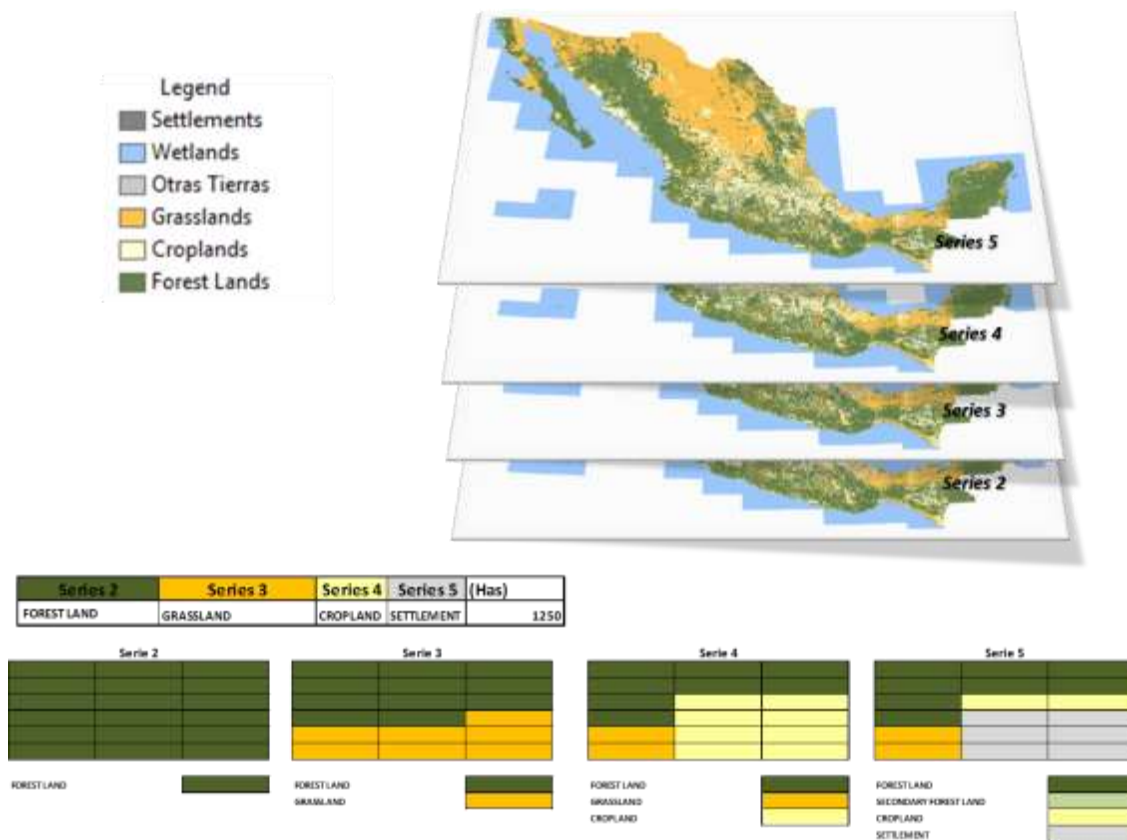 Legend
Settlements
Wetlands
Otras Tierras
Grasslands
Croplands
Forest Lands
Series 5
Series 4
Series 3
Series 2
Series 2 Series 3 Series 4 Series 5 (Has)
FOREST LAND GRASSLAND CROPLAND SETTLEMENT 1250
Serie 2 Serie 3 Serie 4 Serie 5
FOREST LAND FOREST LAND FOREST LAND FOREST LAND
GRASSLAND GRASSLAND SECONDARY FOREST LAND
CROPLAND CROPLAND
SETTLEMENT